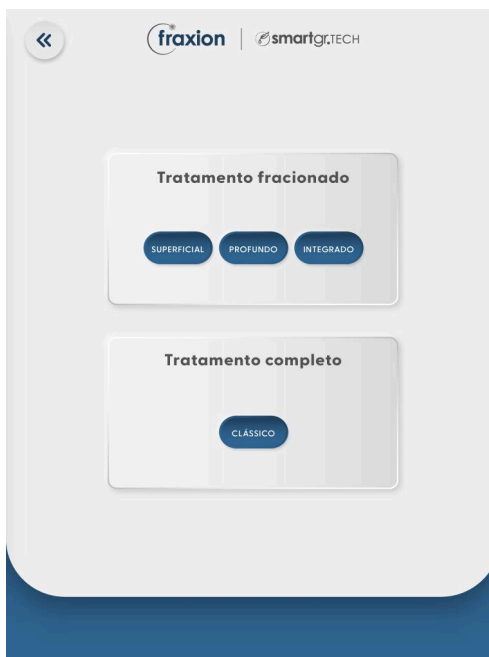 fraxion | smartgr.TECH
Tratamento fracionado
SUPERFICIAL PROFUNDO INTEGRADO
Tratamento completo
CLÁSSICO